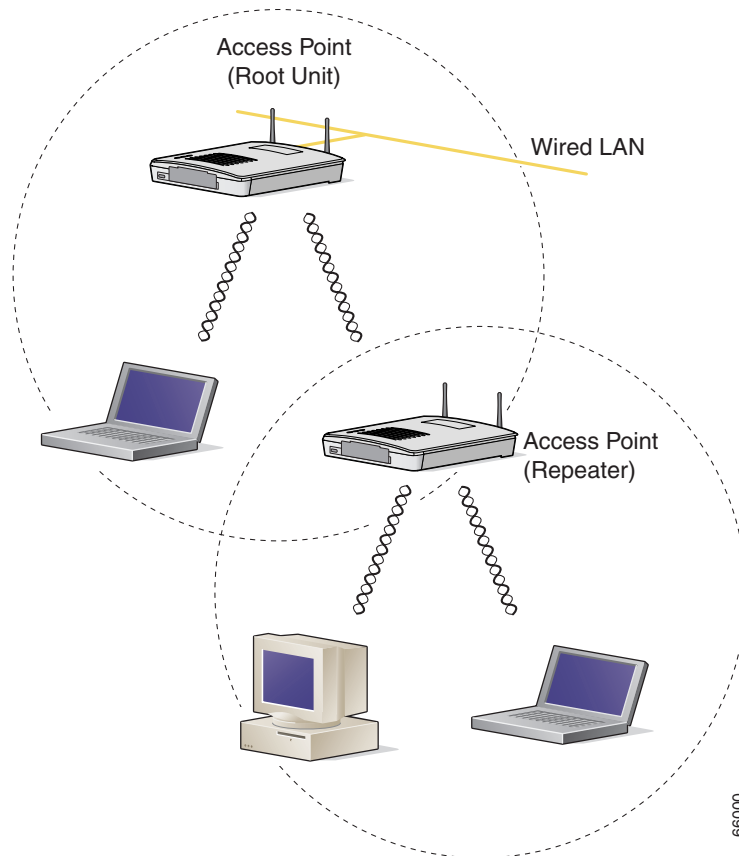 Access Point
(Root Unit)
Wired LAN
Access Point
(Repeater)
66000